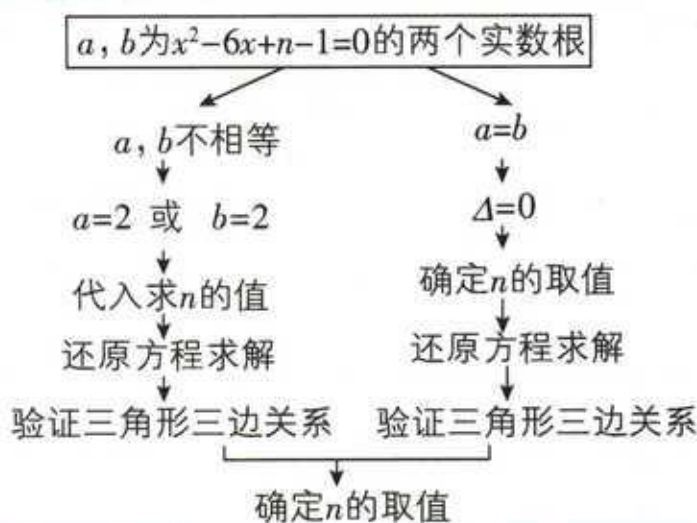 a，b为x²-6x+n-1=0的两个实数根
a，b不相等
a=b
a=2 或 b=2
Δ=0
代入求n的值
确定n的取值
还原方程求解
还原方程求解
验证三角形三边关系
验证三角形三边关系
确定n的取值